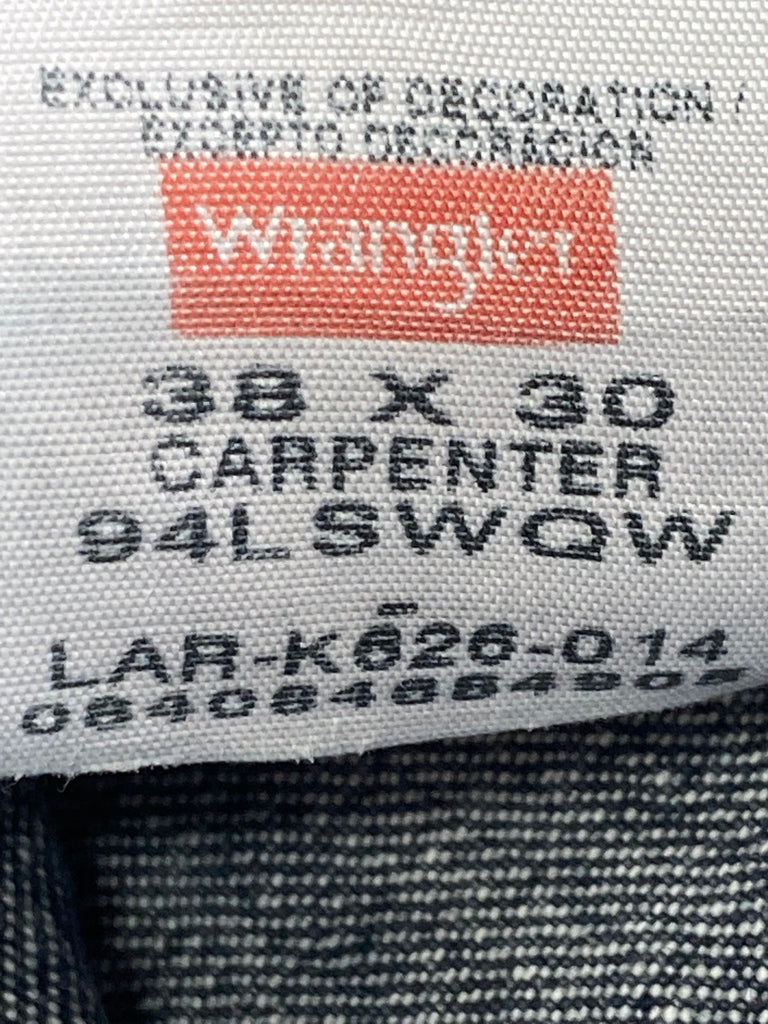 EXCLUSIVE OF DECORATION /
EXCEPTO DECORACION
Wrangler
38 X 30
CARPENTER
94LSWQW
-
LAR-K626-014